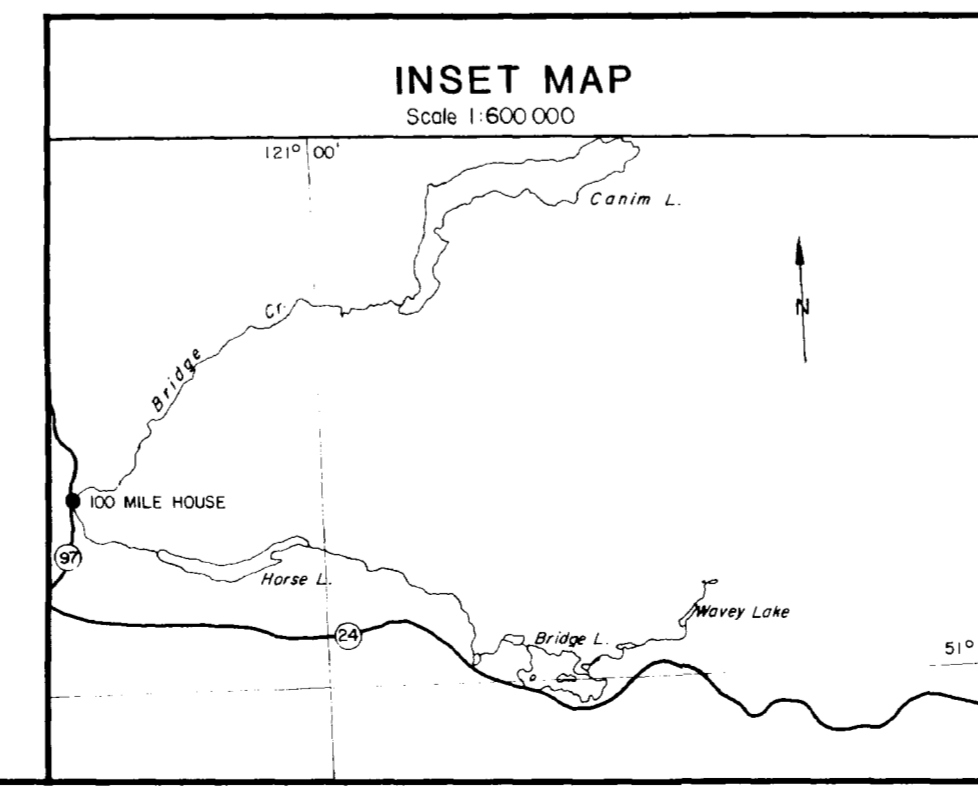 INSET MAP
Scale 1:600 000
121° 00'
Canim L.
N
Bridge Cr.
100 MILE HOUSE
97
Horse L.
24
Bridge L.
Wavey Lake
51°